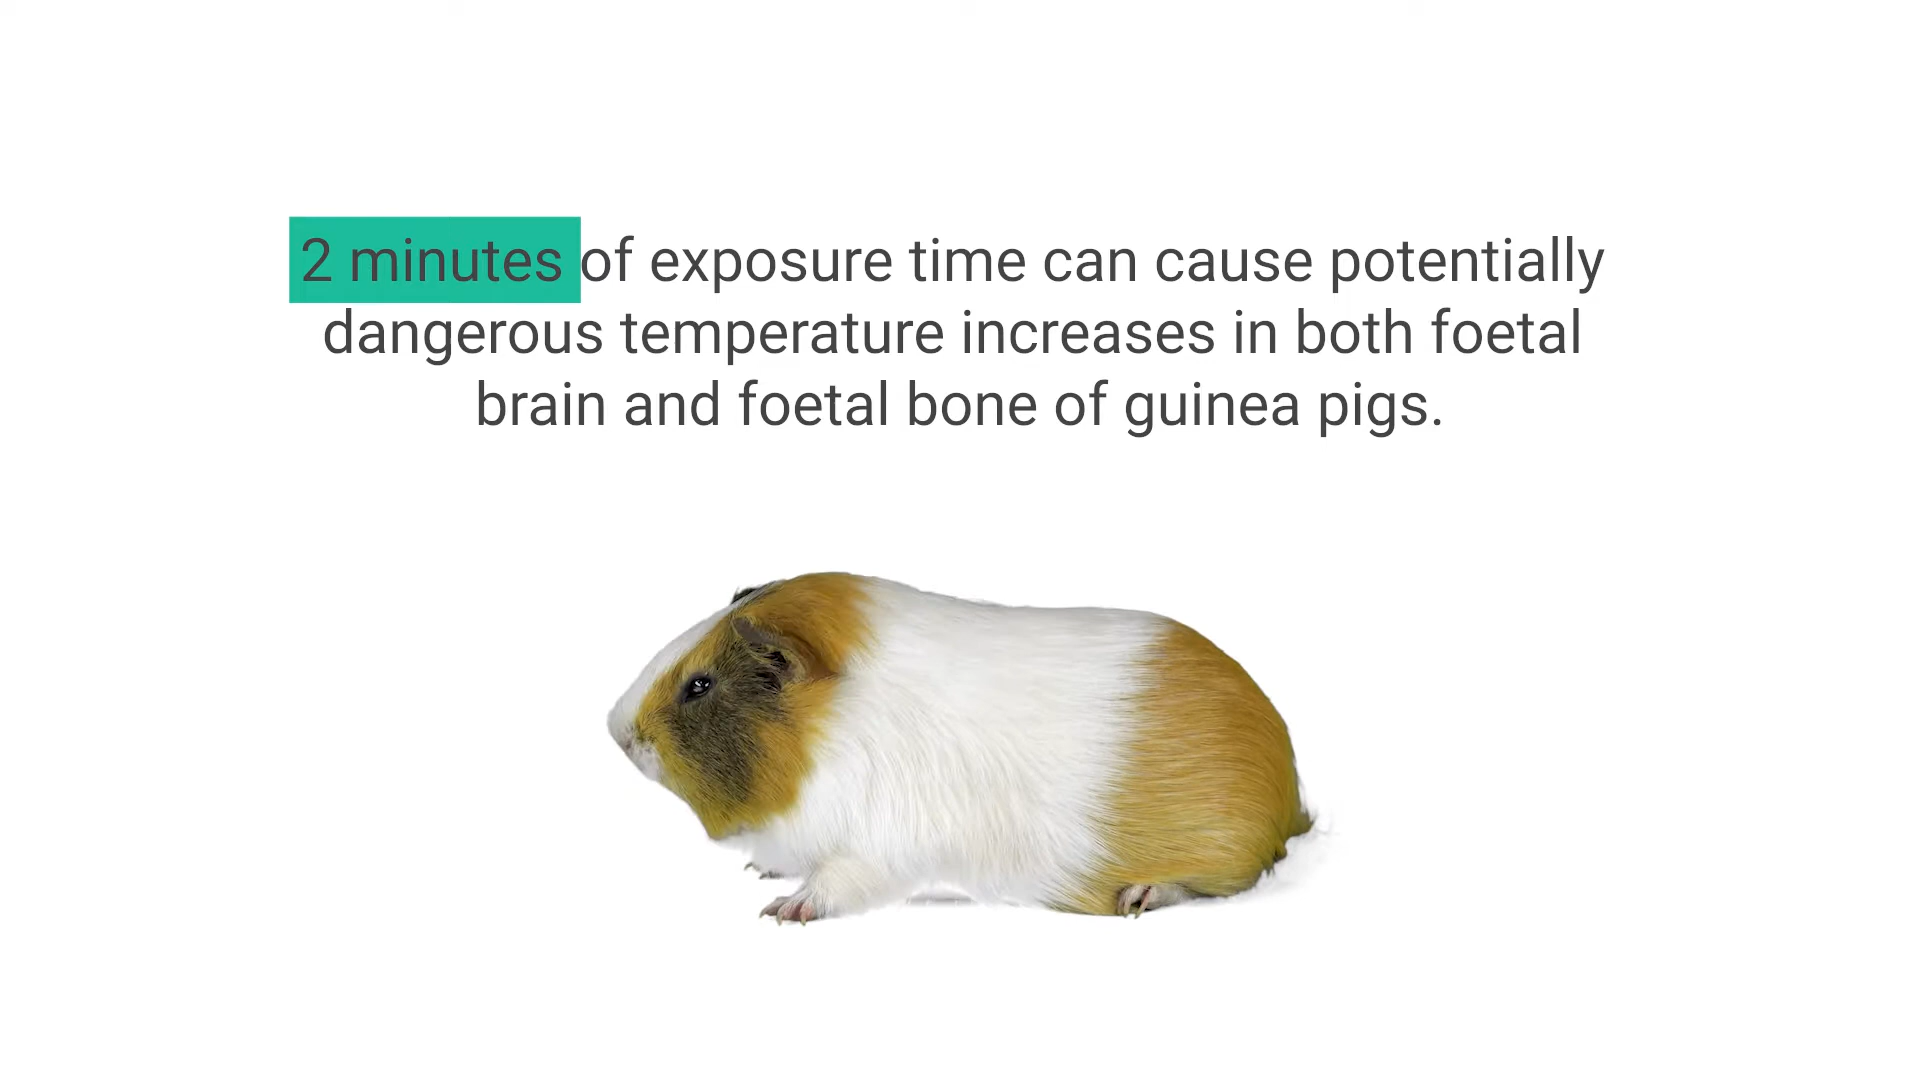 2 minutes of exposure time can cause potentially
dangerous temperature increases in both foetal
brain and foetal bone of guinea pigs.